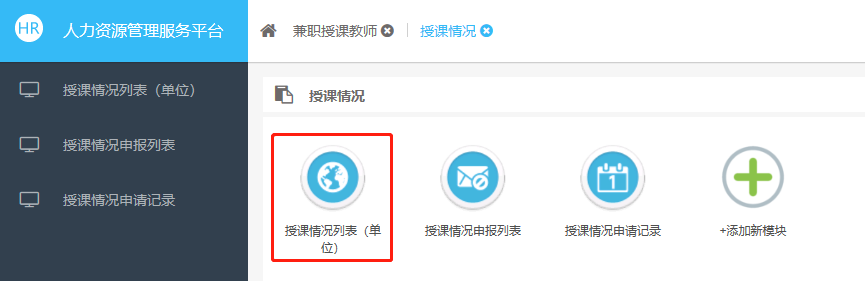 HR 人力资源管理服务平台
兼职授课教师 授课情况
授课情况列表（单位）
授课情况申报列表
授课情况申请记录
授课情况
授课情况列表（单
位）
授课情况申报列表
1
授课情况申请记录
+添加新模块